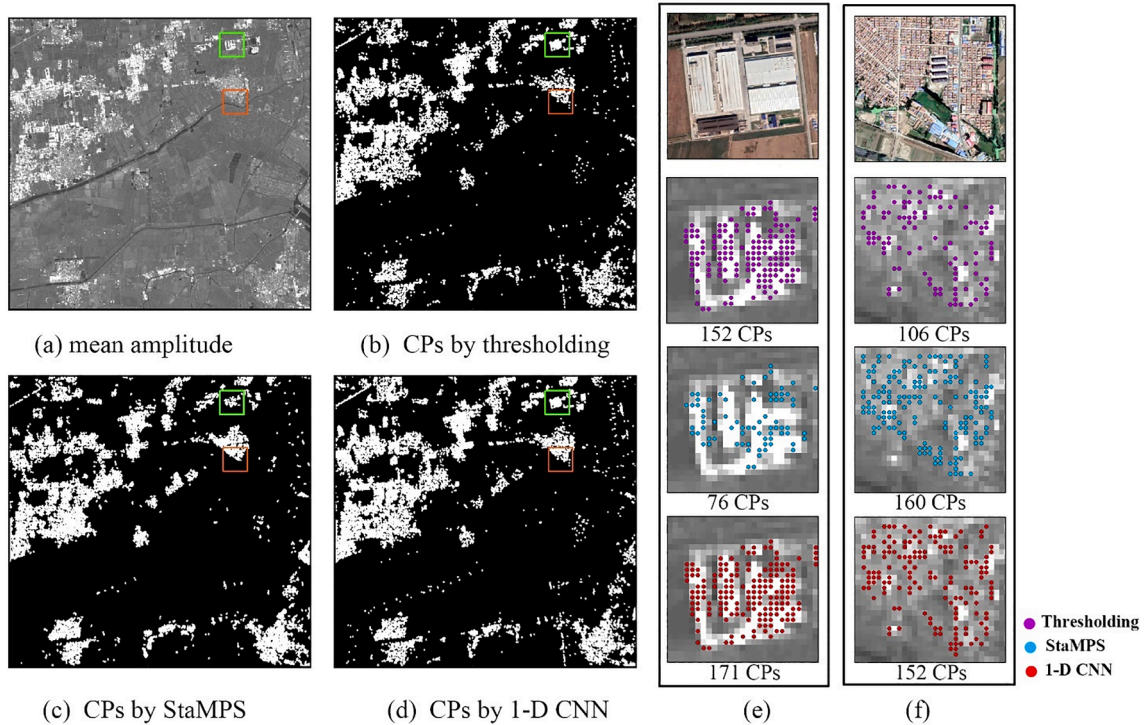 (a) mean amplitude
(b) CPs by thresholding
(c) CPs by StaMPS
(d) CPs by 1-D CNN
152 CPs
76 CPs
171 CPs
(e)
106 CPs
160 CPs
152 CPs
(f)
Thresholding
StaMPS
1-D CNN